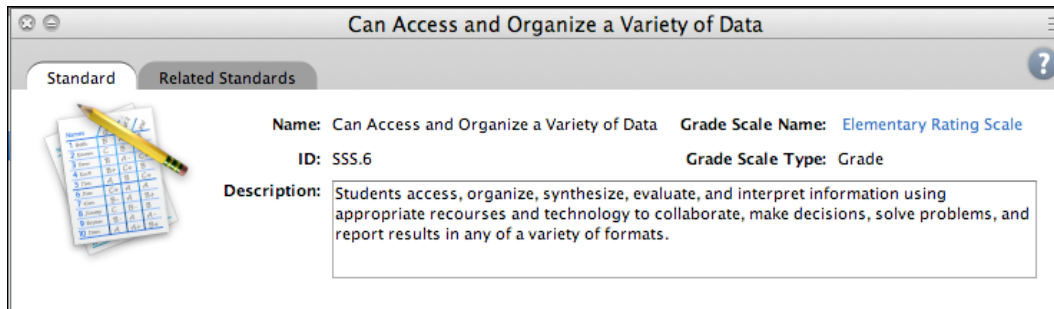 Can Access and Organize a Variety of Data
Standard Related Standards
Name: Can Access and Organize a Variety of Data Grade Scale Name: Elementary Rating Scale
ID: SSS.6 Grade Scale Type: Grade
Description: Students access, organize, synthesize, evaluate, and interpret information using
appropriate recourses and technology to collaborate, make decisions, solve problems, and
report results in any of a variety of formats.